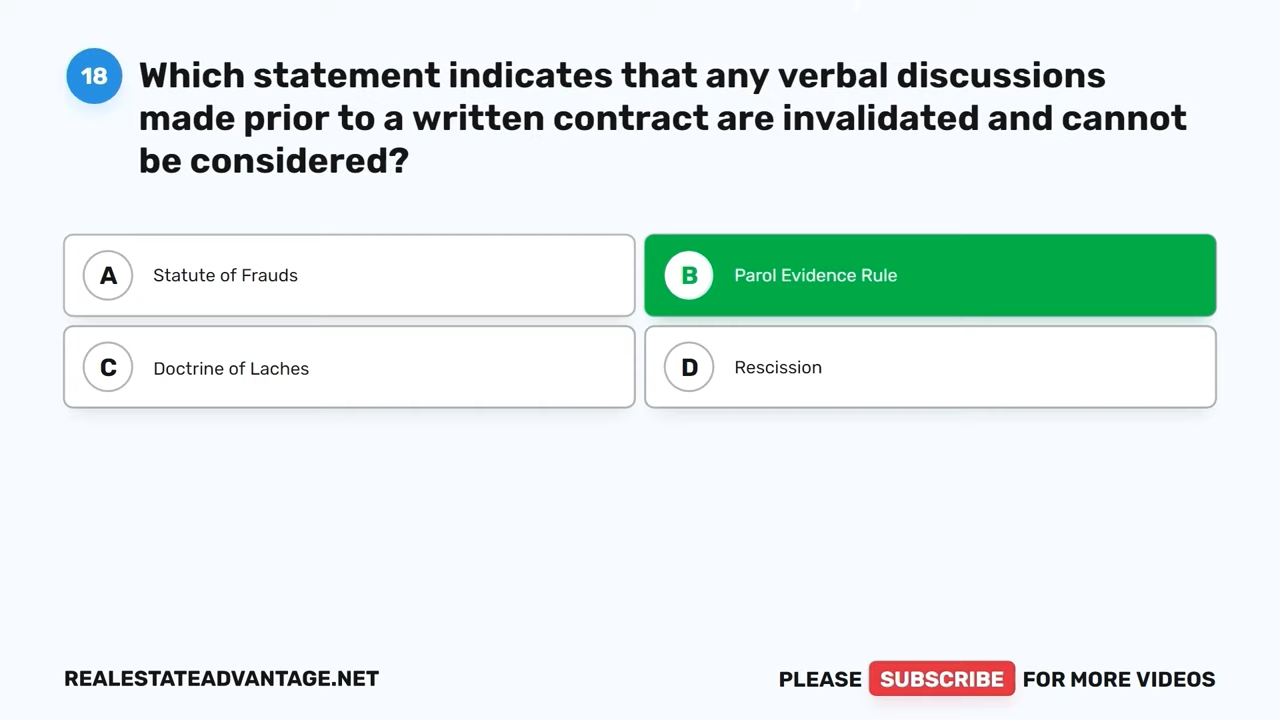 18
Which statement indicates that any verbal discussions
made prior to a written contract are invalidated and cannot
be considered?
A Statute of Frauds
B Parol Evidence Rule
C Doctrine of Laches
D Rescission
REALESTATEADVANTAGE.NET
PLEASE SUBSCRIBE FOR MORE VIDEOS